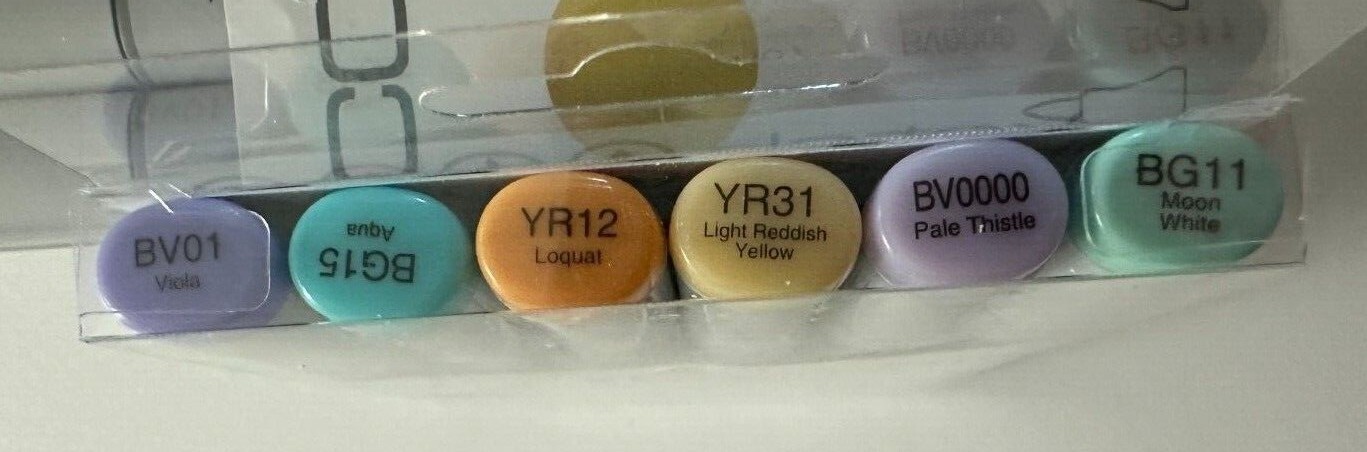 BV01
Viola
BG15
Aqua
YR12
Loquat
YR31
Light Reddish
Yellow
BV0000
Pale Thistle
BG11
Moon
White